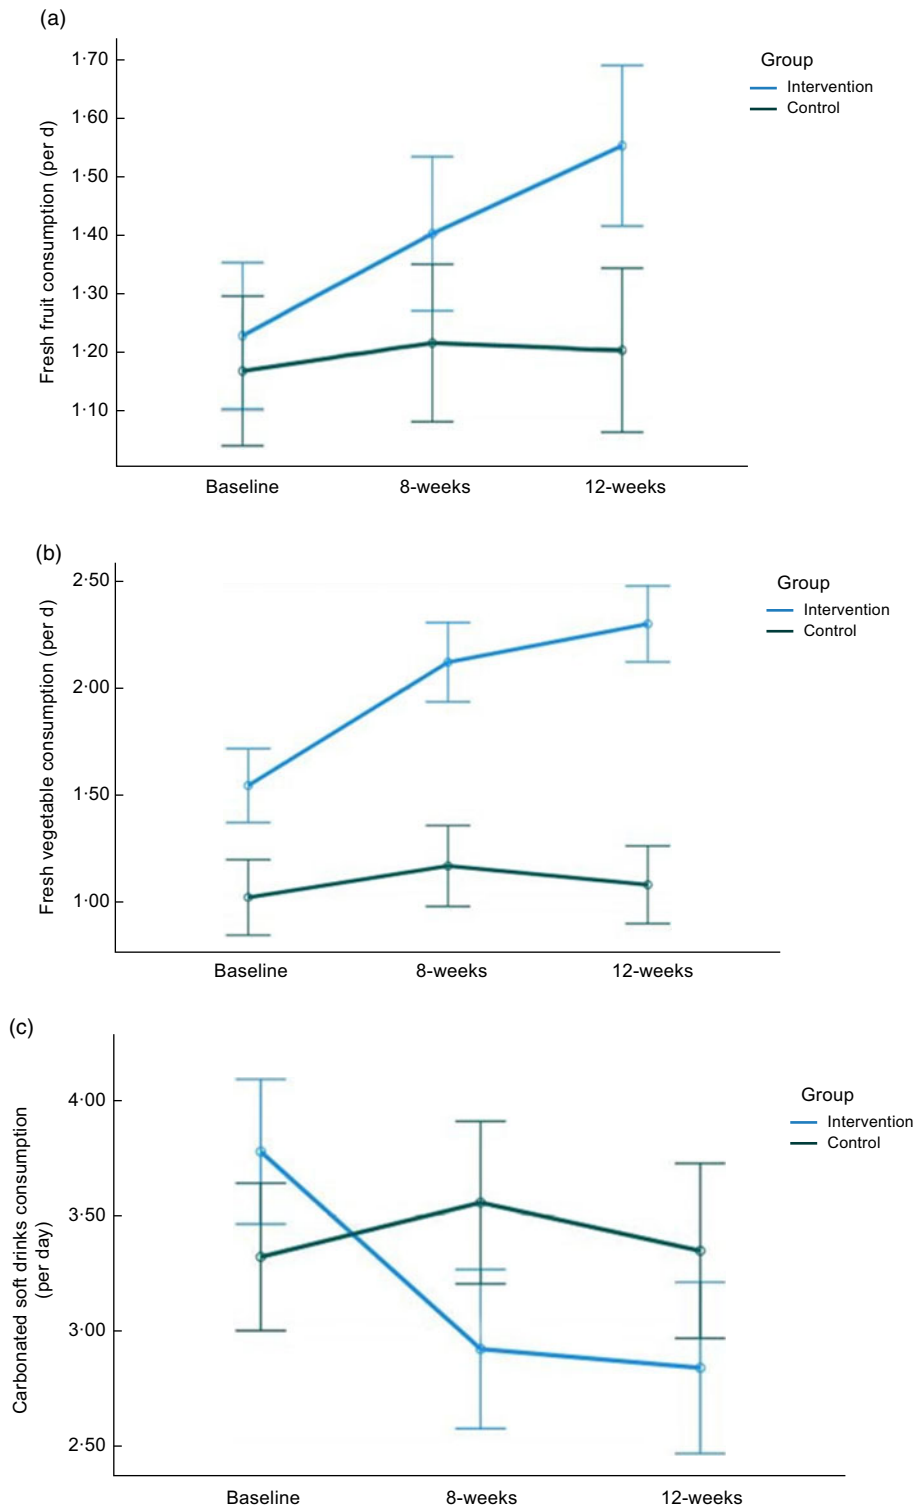 (a)
Fresh fruit consumption (per d)
1·70
1·60
1·50
1·40
1·30
1·20
1·10
Baseline
8-weeks
12-weeks
Group
Intervention
Control
(b)
Fresh vegetable consumption (per d)
2·50
2·00
1·50
1·00
Baseline
8-weeks
12-weeks
Group
Intervention
Control
(c)
Carbonated soft drinks consumption
(per day)
4·00
3·50
3·00
2·50
Baseline
8-weeks
12-weeks
Group
Intervention
Control